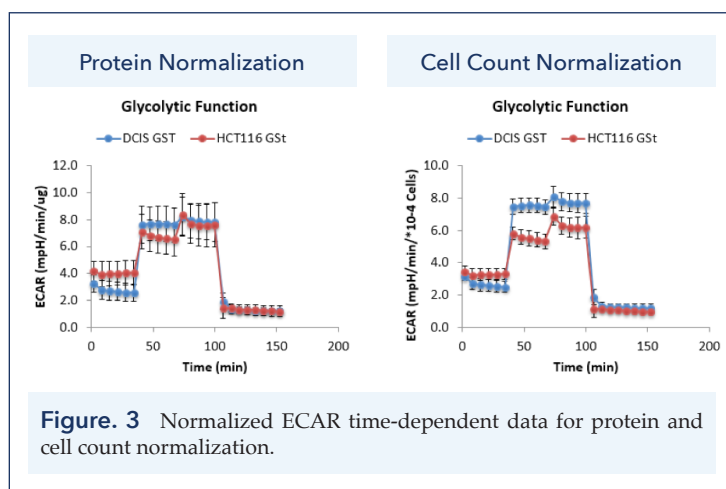 Protein Normalization
Glycolytic Function
DCIS GST HCT116 GSt
12.0
10.0
8.0
6.0
4.0
2.0
0.0
ECAR (mpH/min/ug)
0 50 100 150 200
Time (min)
Cell Count Normalization
Glycolytic Function
DCIS GST HCT116 GSt
10.0
8.0
6.0
4.0
2.0
0.0
ECAR (mpH/min/*10-4 Cells)
0 50 100 150 200
Time (min)
Figure. 3 Normalized ECAR time-dependent data for protein and
cell count normalization.